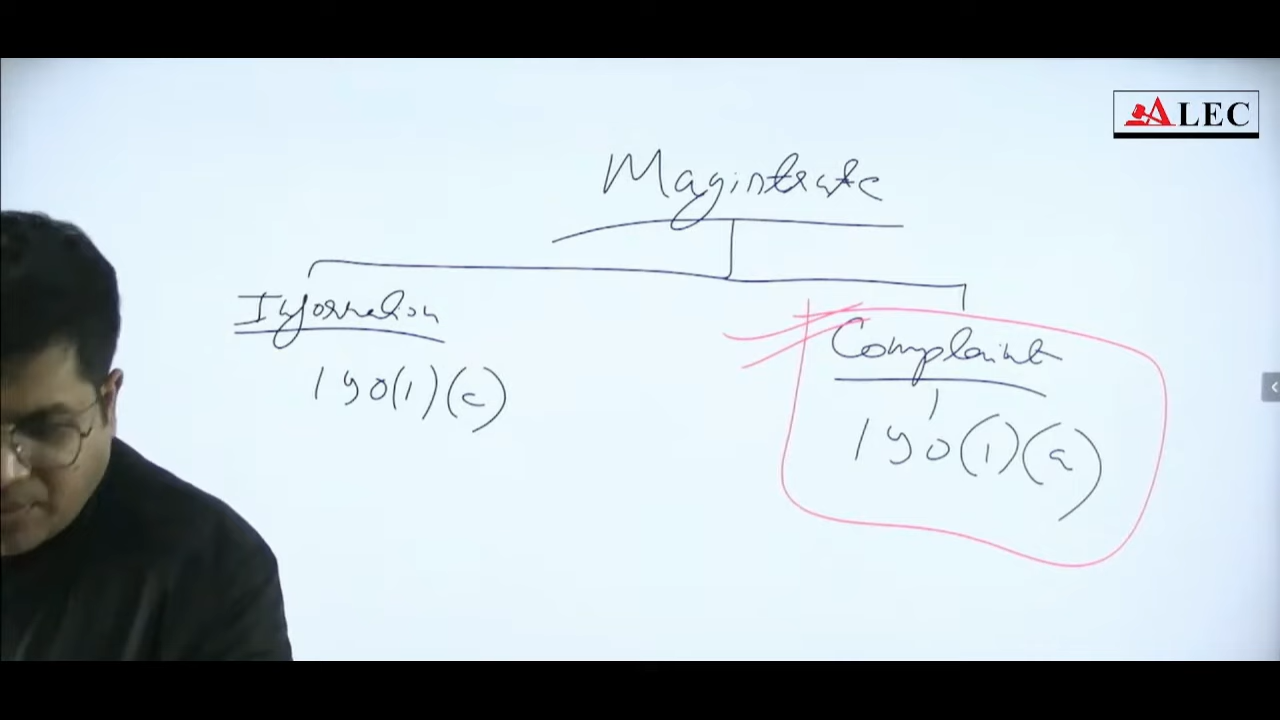 ALEC
Magistrate
Information
190(1)(c)
Complaint
190(1)(a)